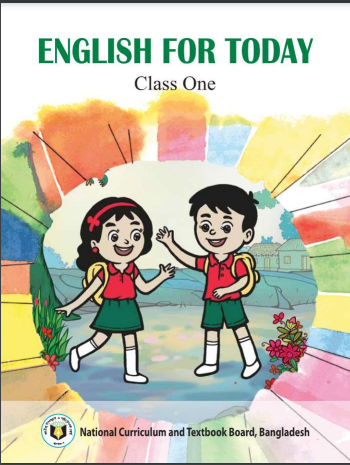 ENGLISH FOR TODAY
Class One
National Curriculum and Textbook Board, Bangladesh